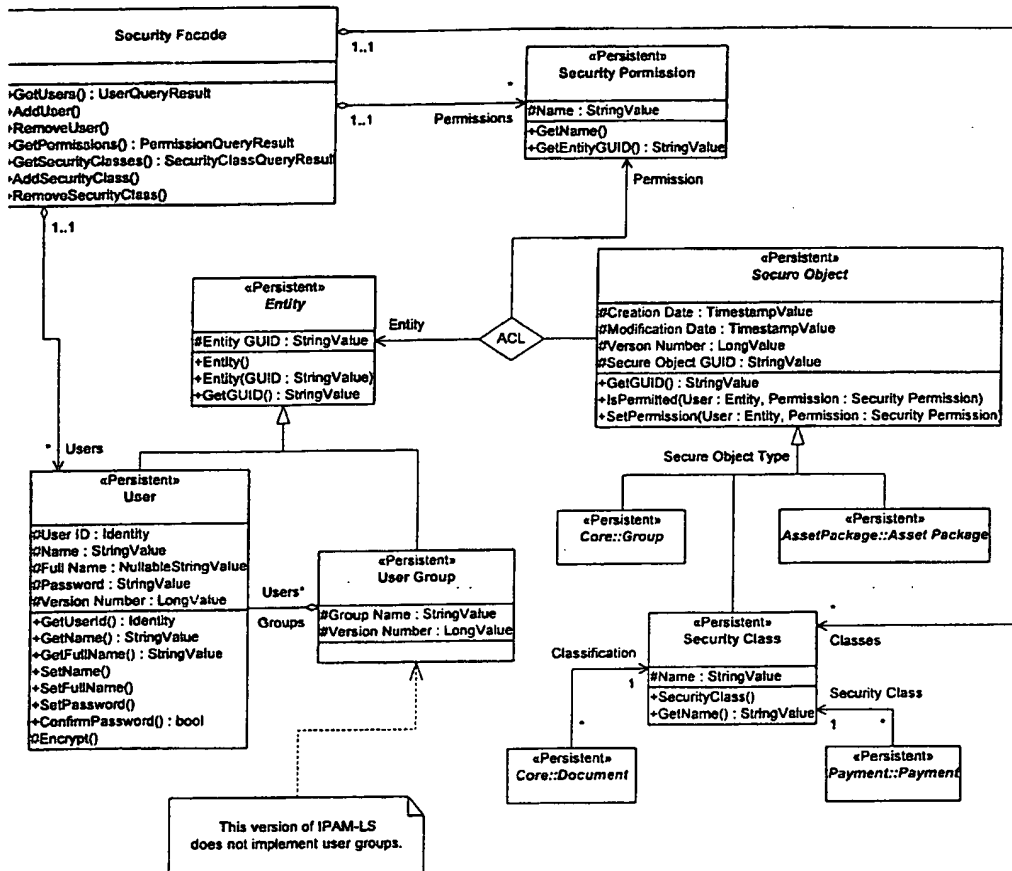 Security Facade
+GetUsers() : UserQueryResult
+AddUser()
+RemoveUser()
+GetPermissions() : PermissionQueryResult
+GetSecurityClasses() : SecurityClassQueryResult
+AddSecurityClass()
+RemoveSecurityClass()
1..1
1..1
1..1
*
Permissions
«Persistent»
Security Permission
#Name : StringValue
+GetName()
+GetEntityGUID() : StringValue
Permission
«Persistent»
Entity
#Entity GUID : StringValue
+Entity()
+Entity(GUID : StringValue)
+GetGUID() : StringValue
Entity
ACL
«Persistent»
Secure Object
#Creation Date : TimestampValue
#Modification Date : TimestampValue
#Verson Number : LongValue
#Secure Object GUID : StringValue
+GetGUID() : StringValue
+IsPermitted(User : Entity, Permission : Security Permission)
+SetPermission(User : Entity, Permission : Security Permission)
* Users
Secure Object Type
«Persistent»
User
#User ID : Identity
#Name : StringValue
#Full Name : NullableStringValue
#Password : StringValue
#Version Number : LongValue
+GetUserId() : Identity
+GetName() : StringValue
+GetFullName() : StringValue
+SetName()
+SetFullName()
+SetPassword()
+ConfirmPassword() : bool
#Encrypt()
Users*
Groups
«Persistent»
User Group
#Group Name : StringValue
#Version Number : LongValue
«Persistent»
Core::Group
«Persistent»
AssetPackage::Asset Package
«Persistent»
Security Class
#Name : StringValue
+SecurityClass()
+GetName() : StringValue
*
Classes
Classification
1
*
Security Class
1
*
«Persistent»
Core::Document
«Persistent»
Payment::Payment
This version of IPAM-LS
does not implement user groups.